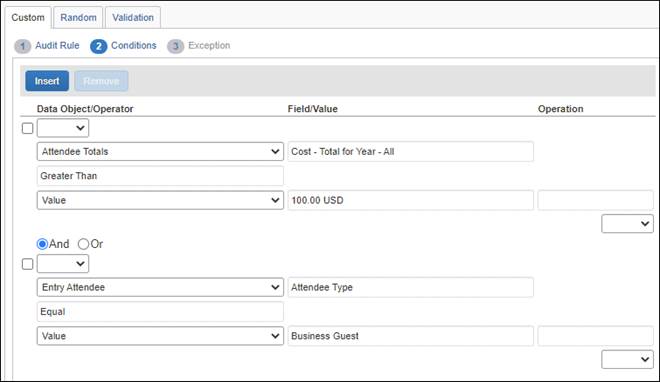 Custom Random Validation
1 Audit Rule 2 Conditions 3 Exception
Insert Remove
Data Object/Operator Field/Value Operation
Attendee Totals Cost - Total for Year - All
Greater Than
Value 100.00 USD
And Or
Entry Attendee Attendee Type
Equal
Value Business Guest